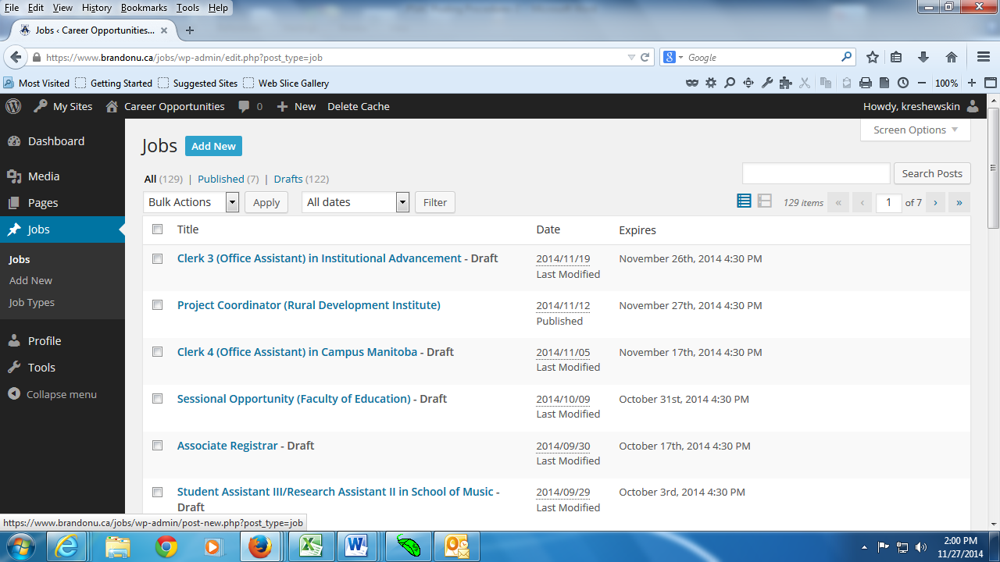 File Edit View History Bookmarks Tools Help
Jobs ‹ Career Opportunities...
https://www.brandonu.ca/jobs/wp-admin/edit.php?post_type=job
Google
Most Visited Getting Started Suggested Sites Web Slice Gallery 100%
My Sites Career Opportunities 0 New Delete Cache Howdy, kreshewskin
Dashboard
Media
Pages
Jobs
Jobs
Add New
Job Types
Profile
Tools
Collapse menu
Screen Options
Jobs Add New
All (129) | Published (7) | Drafts (122)
Search Posts
Bulk Actions Apply All dates Filter 129 items « ‹ 1 of 7 › »
Title Date Expires
Clerk 3 (Office Assistant) in Institutional Advancement - Draft 2014/11/19 November 26th, 2014 4:30 PM
Last Modified
Project Coordinator (Rural Development Institute) 2014/11/12 November 27th, 2014 4:30 PM
Published
Clerk 4 (Office Assistant) in Campus Manitoba - Draft 2014/11/05 November 17th, 2014 4:30 PM
Last Modified
Sessional Opportunity (Faculty of Education) - Draft 2014/10/09 October 31st, 2014 4:30 PM
Last Modified
Associate Registrar - Draft 2014/09/30 October 17th, 2014 4:30 PM
Last Modified
Student Assistant III/Research Assistant II in School of Music - 2014/09/29 October 3rd, 2014 4:30 PM
Draft Last Modified
https://www.brandonu.ca/jobs/wp-admin/post-new.php?post_type=job
2:00 PM
11/27/2014